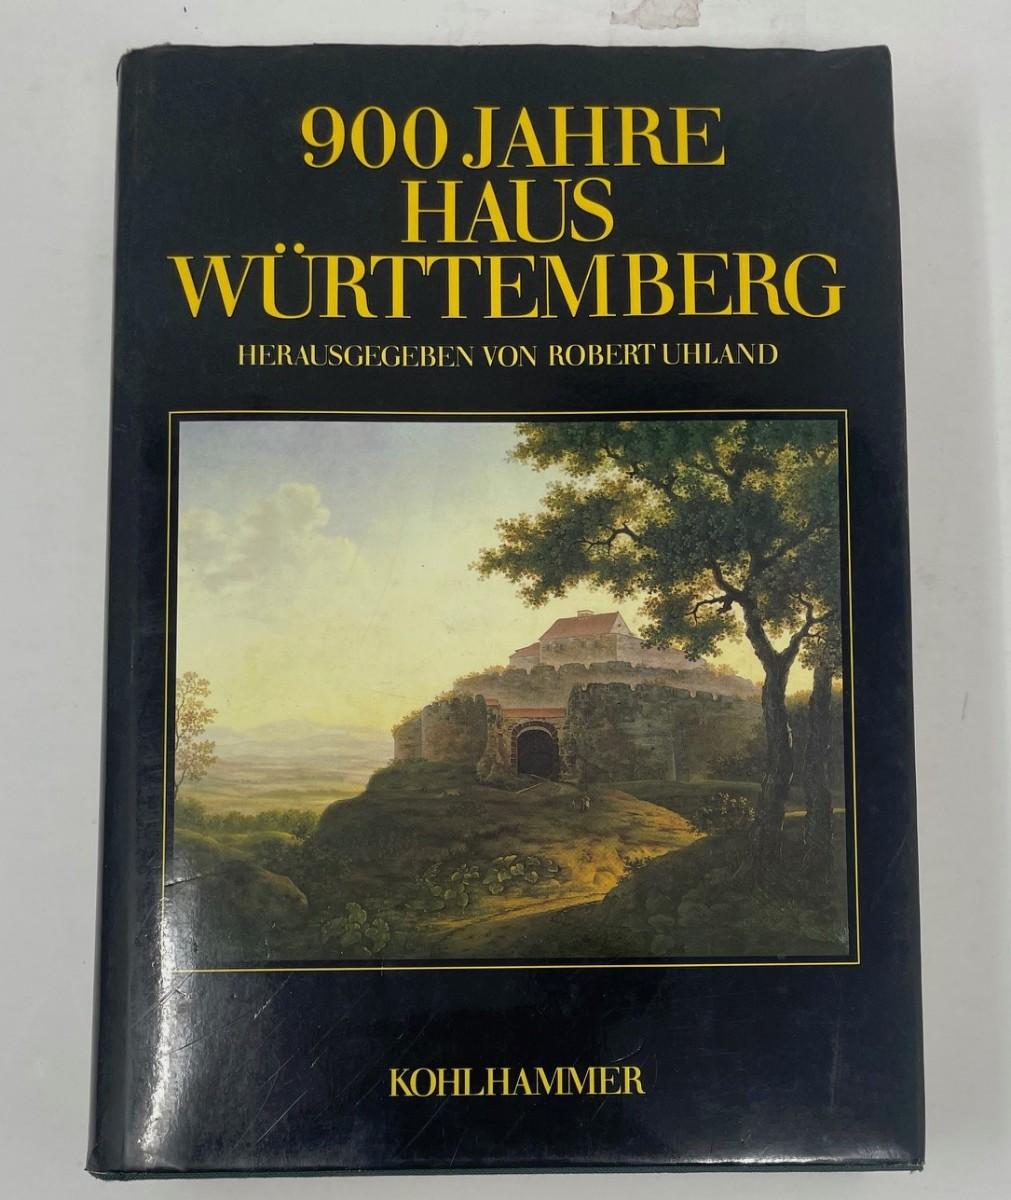 900 JAHRE
HAUS
WÜRTTEMBERG
HERAUSGEGEBEN VON ROBERT UHLAND
KOHLHAMMER